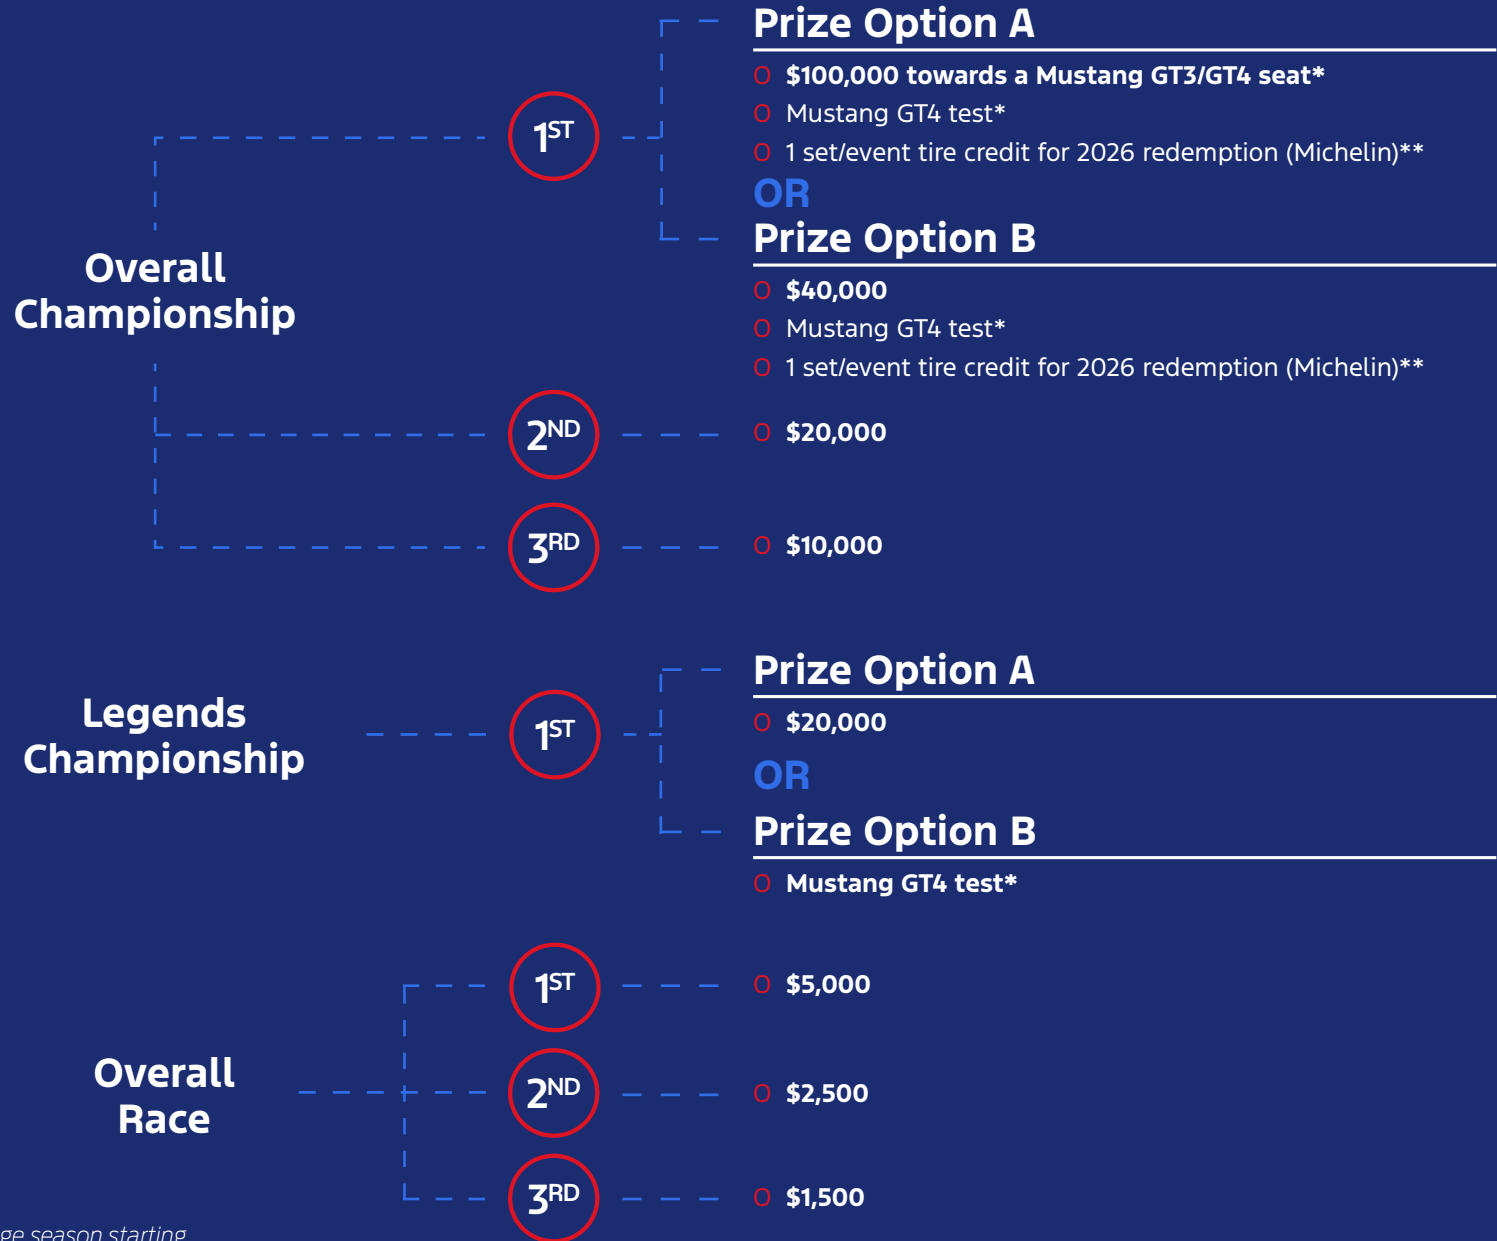 Overall
Championship
1ST
Prize Option A
O $100,000 towards a Mustang GT3/GT4 seat*
O Mustang GT4 test*
O 1 set/event tire credit for 2026 redemption (Michelin)**
OR
Prize Option B
O $40,000
O Mustang GT4 test*
O 1 set/event tire credit for 2026 redemption (Michelin)**
2ND
O $20,000
3RD
O $10,000
Legends
Championship
1ST
Prize Option A
O $20,000
OR
Prize Option B
O Mustang GT4 test*
Overall
Race
1ST
O $5,000
2ND
O $2,500
3RD
O $1,500
season starting